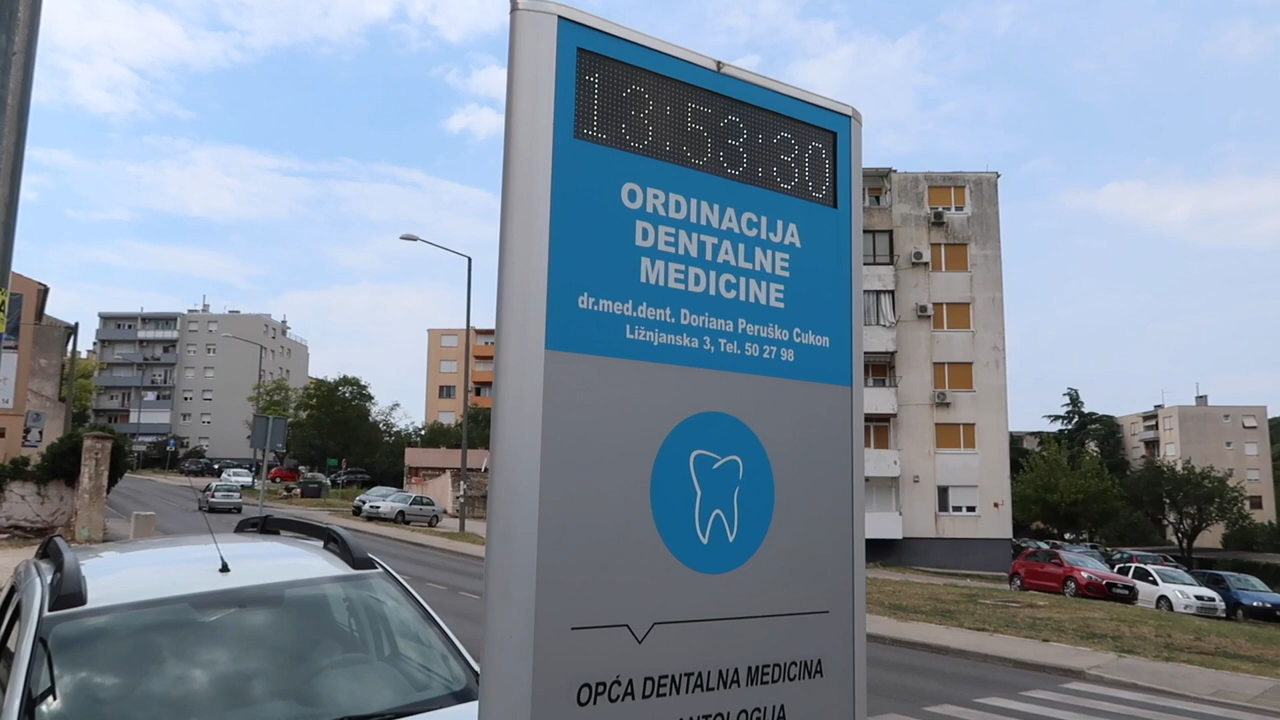 13:53:30
ORDINACIJA
DENTALNE
MEDICINE
dr.med.dent. Doriana Peruško Cukon
Ližnjanska 3, Tel. 50 27 98
OPĆA DENTALNA MEDICINA